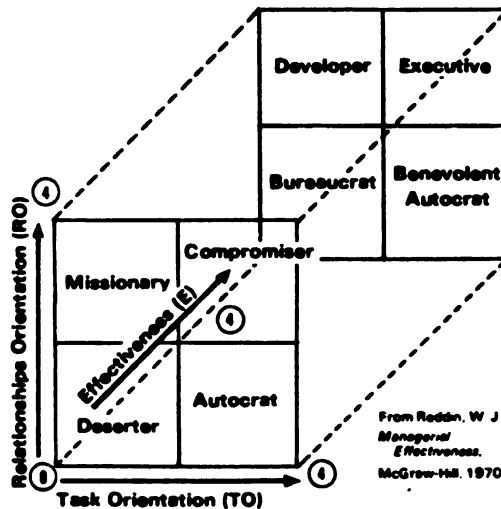 Developer
Executive
Bureaucrat
Benevolent
Autocrat
4
Relationships Orientation (RO)
Compromiser
Missionary
Effectiveness (E)
4
Deserter
Autocrat
From Reddin, W J
Managerial
Effectiveness.
McGraw-Hill. 1970
0
4
Task Orientation (TO)